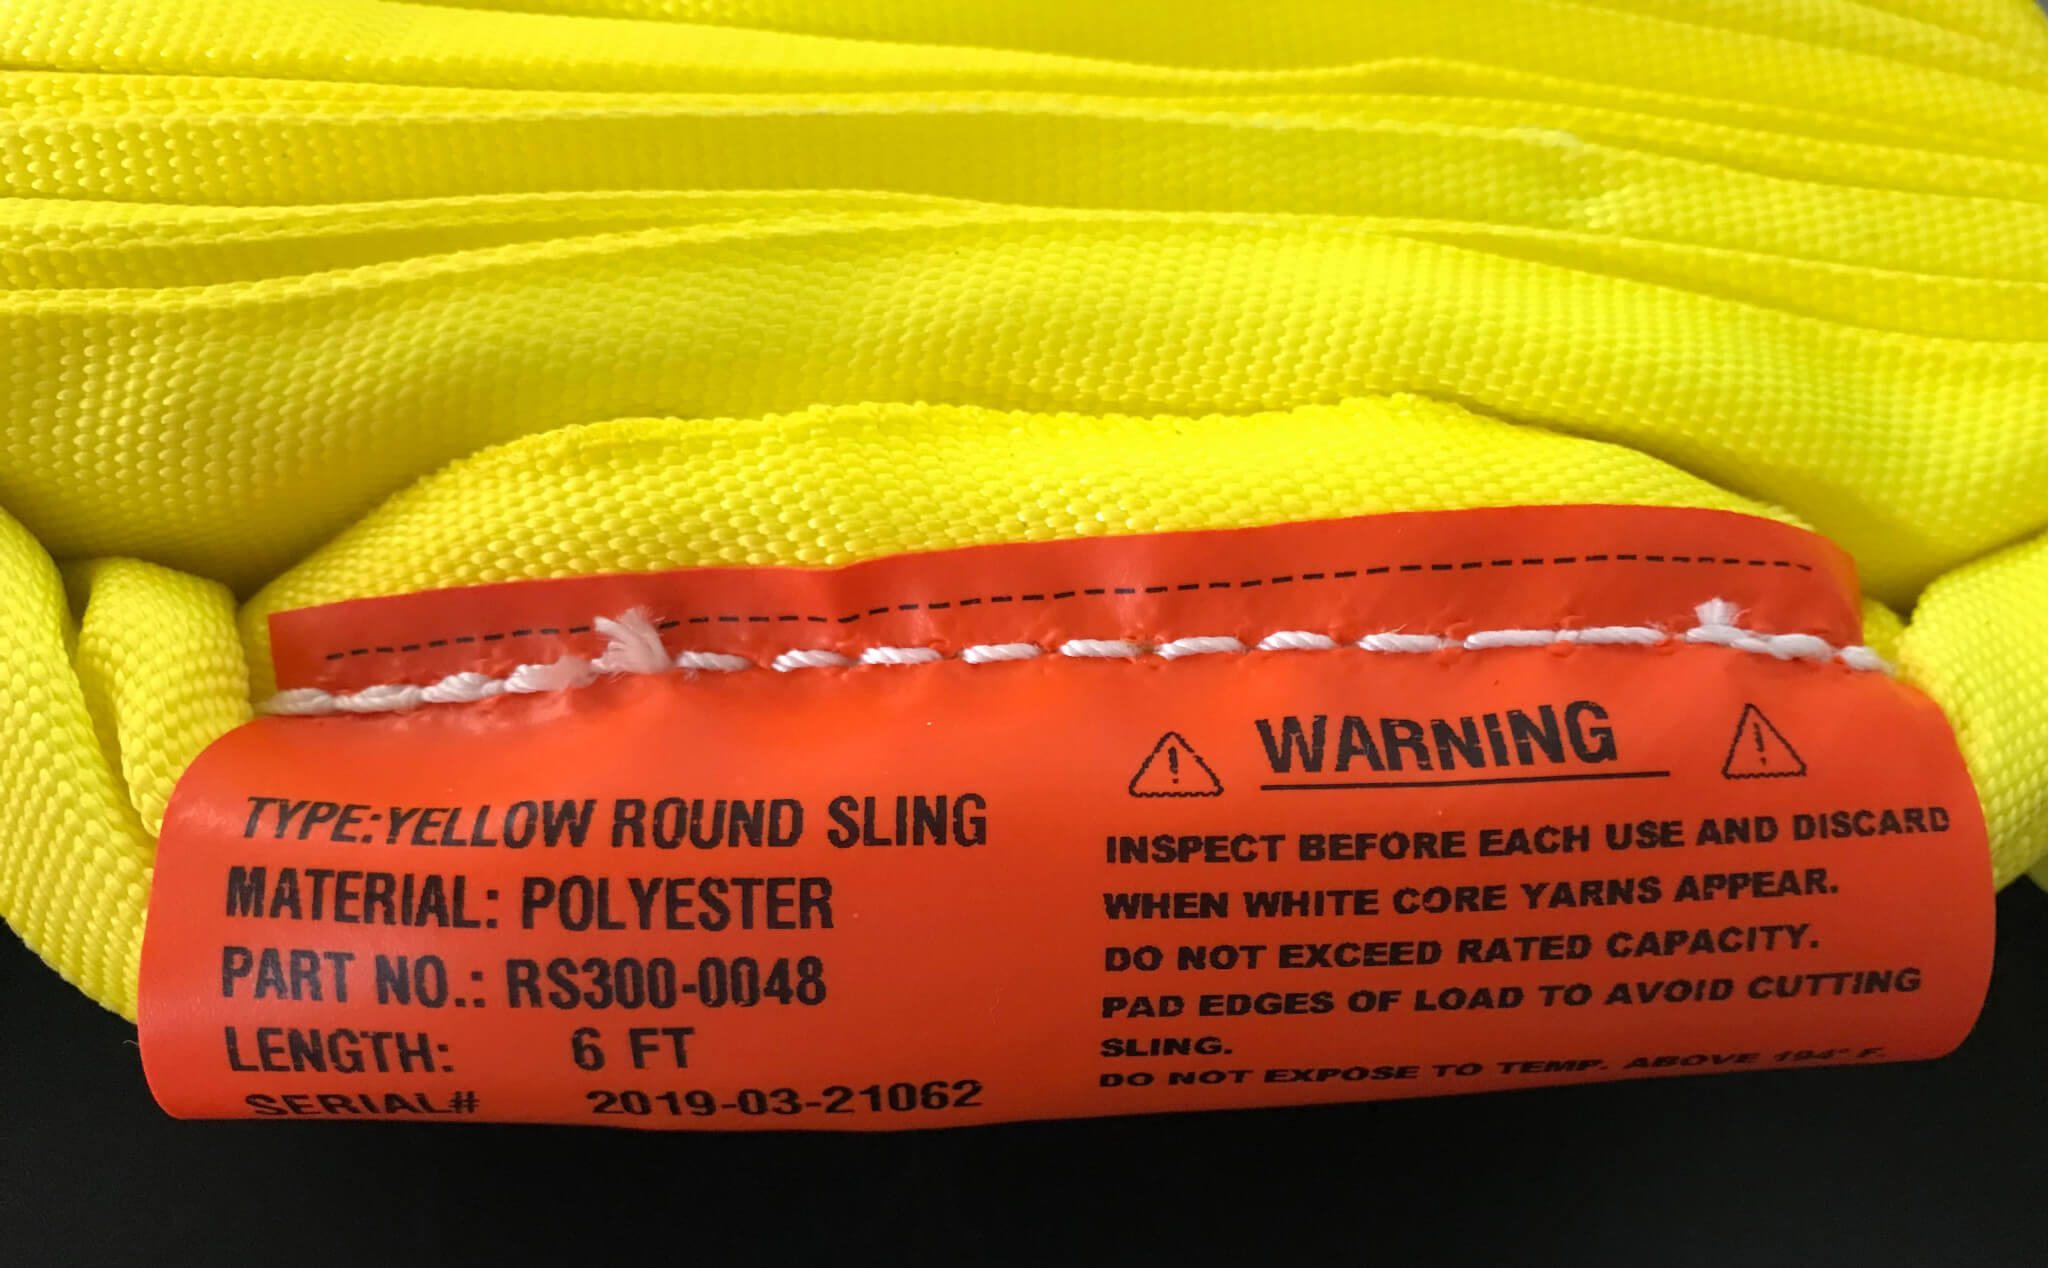 TYPE:YELLOW ROUND SLING
MATERIAL: POLYESTER
PART NO.: RS300-0048
LENGTH: 6 FT
SERIAL# 2019-03-21062
WARNING
INSPECT BEFORE EACH USE AND DISCARD
WHEN WHITE CORE YARNS APPEAR.
DO NOT EXCEED RATED CAPACITY.
PAD EDGES OF LOAD TO AVOID CUTTING
SLING.
DO NOT EXPOSE TO TEMP. ABOVE 194° F.